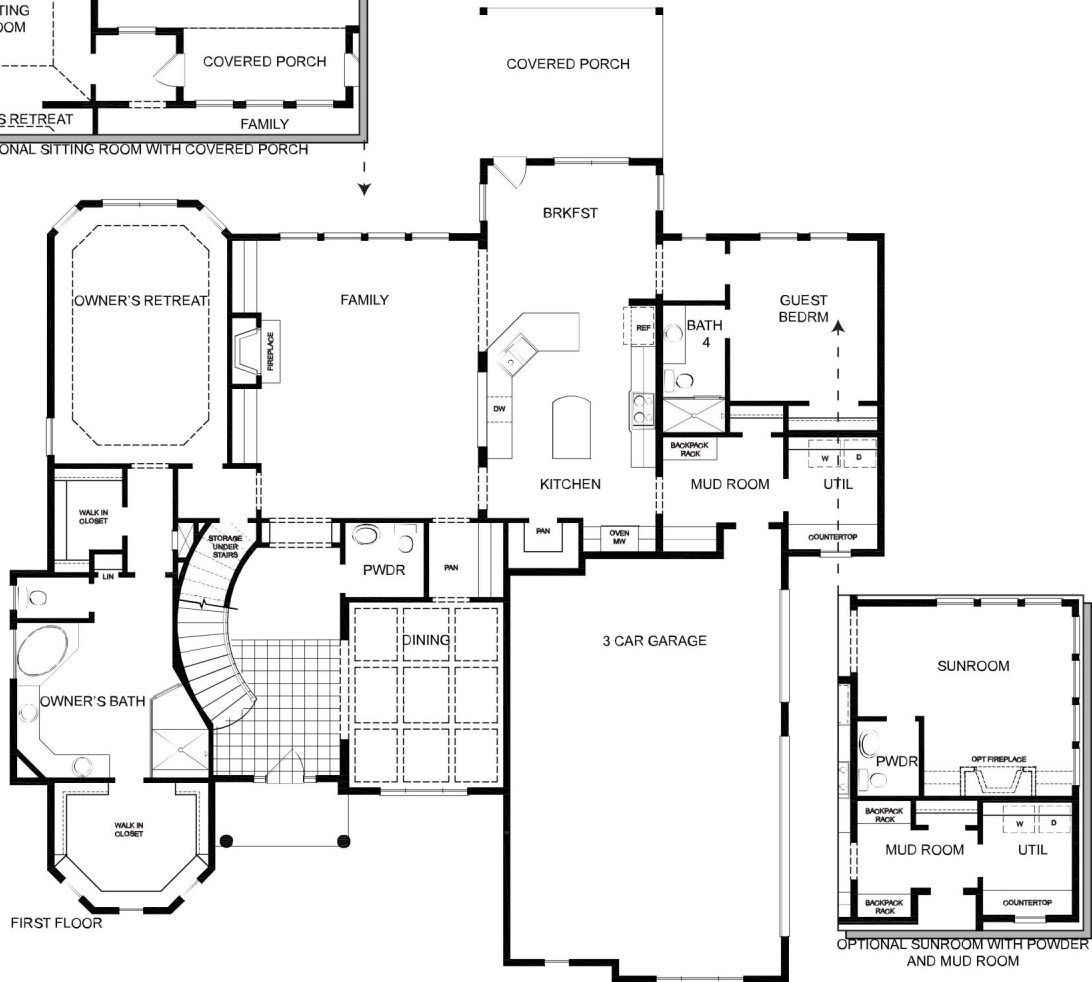 TING
OOM
COVERED PORCH
S RETREAT
FAMILY
ONAL SITTING ROOM WITH COVERED PORCH
COVERED PORCH
BRKFST
OWNER'S RETREAT
FAMILY
FIREPLACE
GUEST
BEDRM
REF
BATH
4
DW
KITCHEN
BACKPACK
RACK
MUD ROOM
W
D
UTIL
COUNTERTOP
WALK IN
CLOSET
LIN
STORAGE
UNDER
STAIRS
PWDR
PAN
PAN
OVEN
MW
DINING
3 CAR GARAGE
OWNER'S BATH
WALK IN
CLOSET
FIRST FLOOR
SUNROOM
PWDR
OPT FIREPLACE
BACKPACK
RACK
MUD ROOM
W
D
UTIL
BACKPACK
RACK
COUNTERTOP
OPTIONAL SUNROOM WITH POWDER
AND MUD ROOM